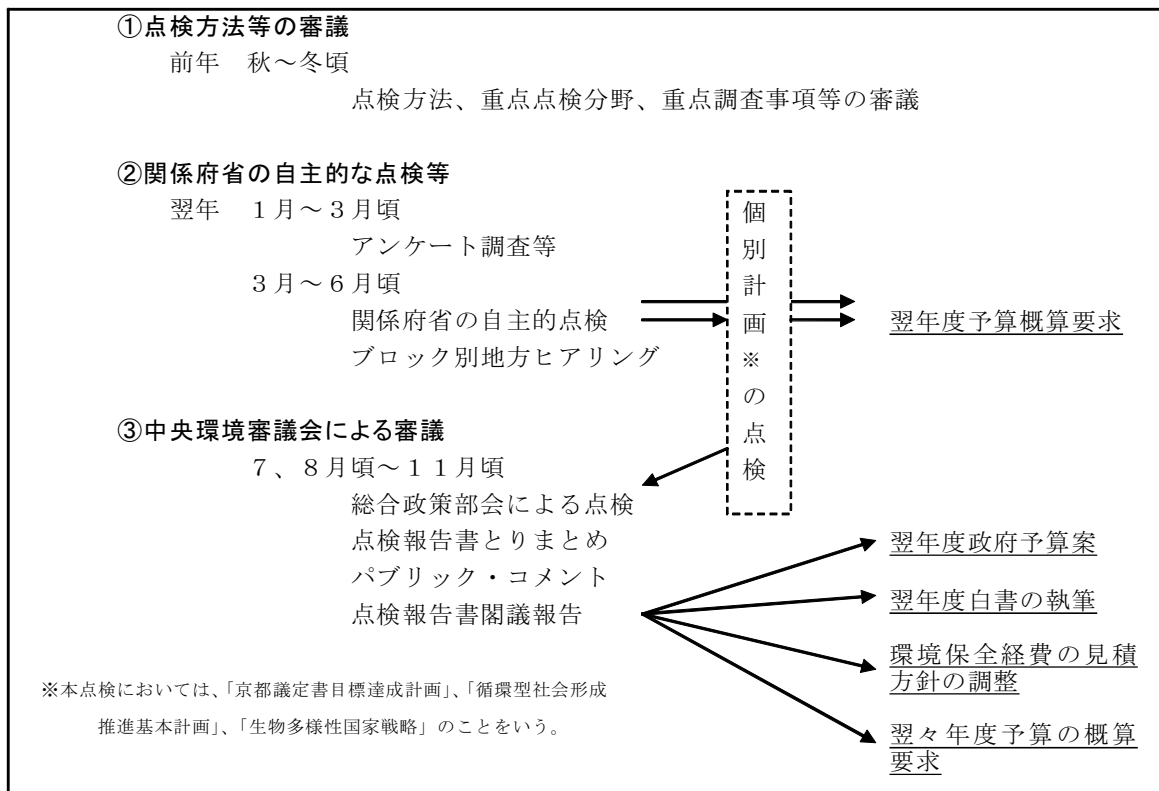 ①点検方法等の審議
前年　秋～冬頃
点検方法、重点点検分野、重点調査事項等の審議
②関係府省の自主的な点検等
翌年　１月～３月頃
アンケート調査等
３月～６月頃
関係府省の自主的点検
ブロック別地方ヒアリング
個別計画※の点検
翌年度予算概算要求
③中央環境審議会による審議
７、８月頃～１１月頃
総合政策部会による点検
点検報告書とりまとめ
パブリック・コメント
点検報告書閣議報告
翌年度政府予算案
翌年度白書の執筆
環境保全経費の見積
方針の調整
翌々年度予算の概算
要求
※本点検においては、「京都議定書目標達成計画」、「循環型社会形成
推進基本計画」、「生物多様性国家戦略」のことをいう。